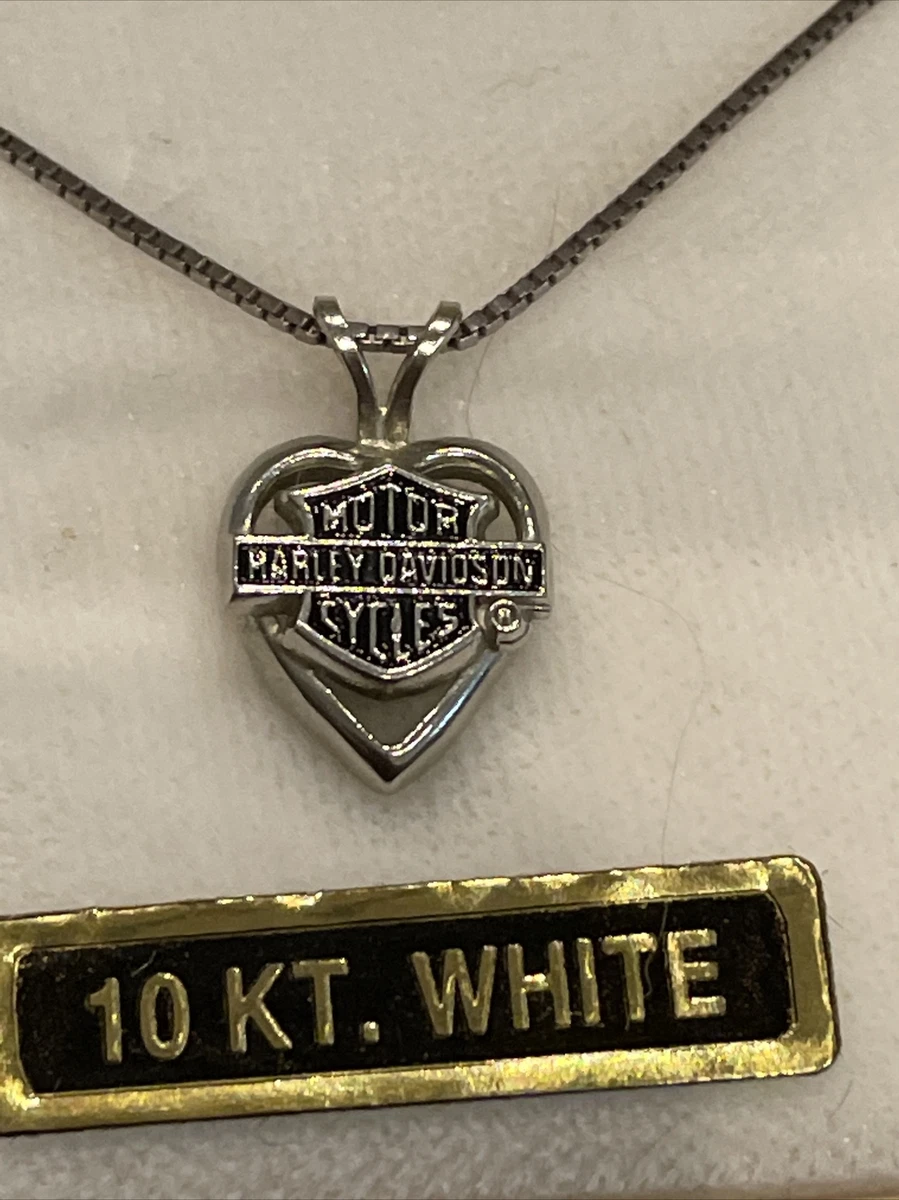 MOTOR
HARLEY DAVIDSON
CYCLES
®
10 KT. WHITE